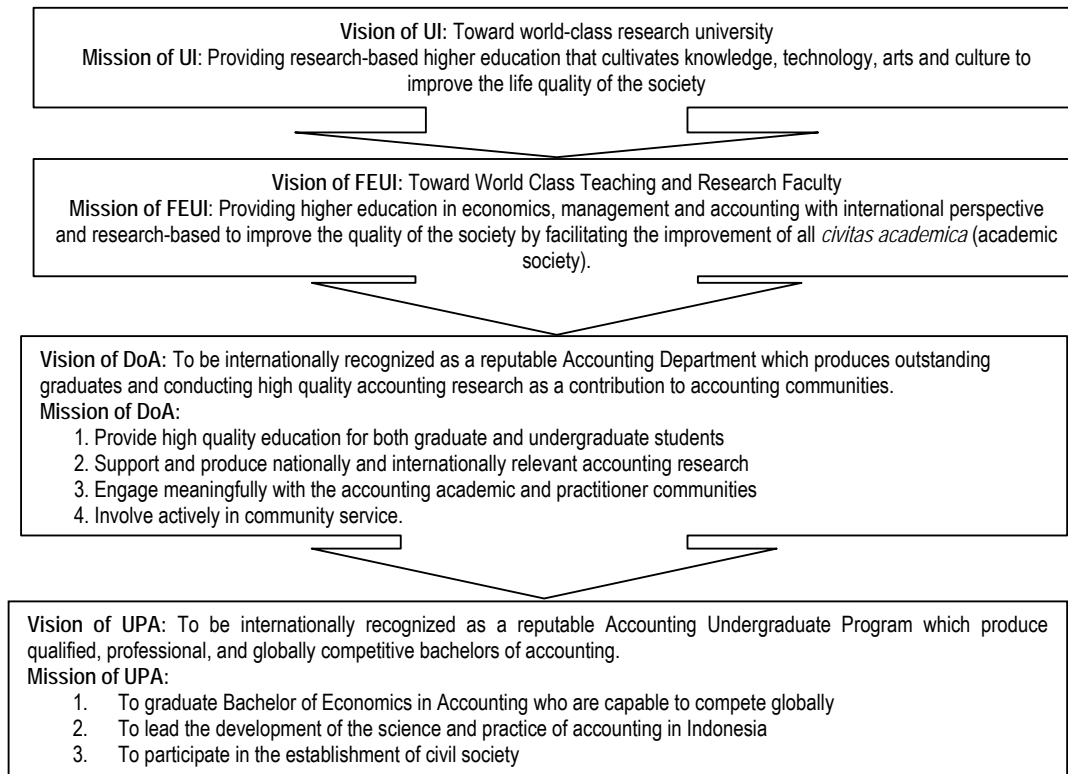 Vision of UI: Toward world-class research university
Mission of UI: Providing research-based higher education that cultivates knowledge, technology, arts and culture to
improve the life quality of the society
Vision of FEUI: Toward World Class Teaching and Research Faculty
Mission of FEUI: Providing higher education in economics, management and accounting with international perspective
and research-based to improve the quality of the society by facilitating the improvement of all civitas academica (academic
society).
Vision of DoA: To be internationally recognized as a reputable Accounting Department which produces outstanding
graduates and conducting high quality accounting research as a contribution to accounting communities.
Mission of DoA:
1. Provide high quality education for both graduate and undergraduate students
2. Support and produce nationally and internationally relevant accounting research
3. Engage meaningfully with the accounting academic and practitioner communities
4. Involve actively in community service.
Vision of UPA: To be internationally recognized as a reputable Accounting Undergraduate Program which produce
qualified, professional, and globally competitive bachelors of accounting.
Mission of UPA:
1. To graduate Bachelor of Economics in Accounting who are capable to compete globally
2. To lead the development of the science and practice of accounting in Indonesia
3. To participate in the establishment of civil society